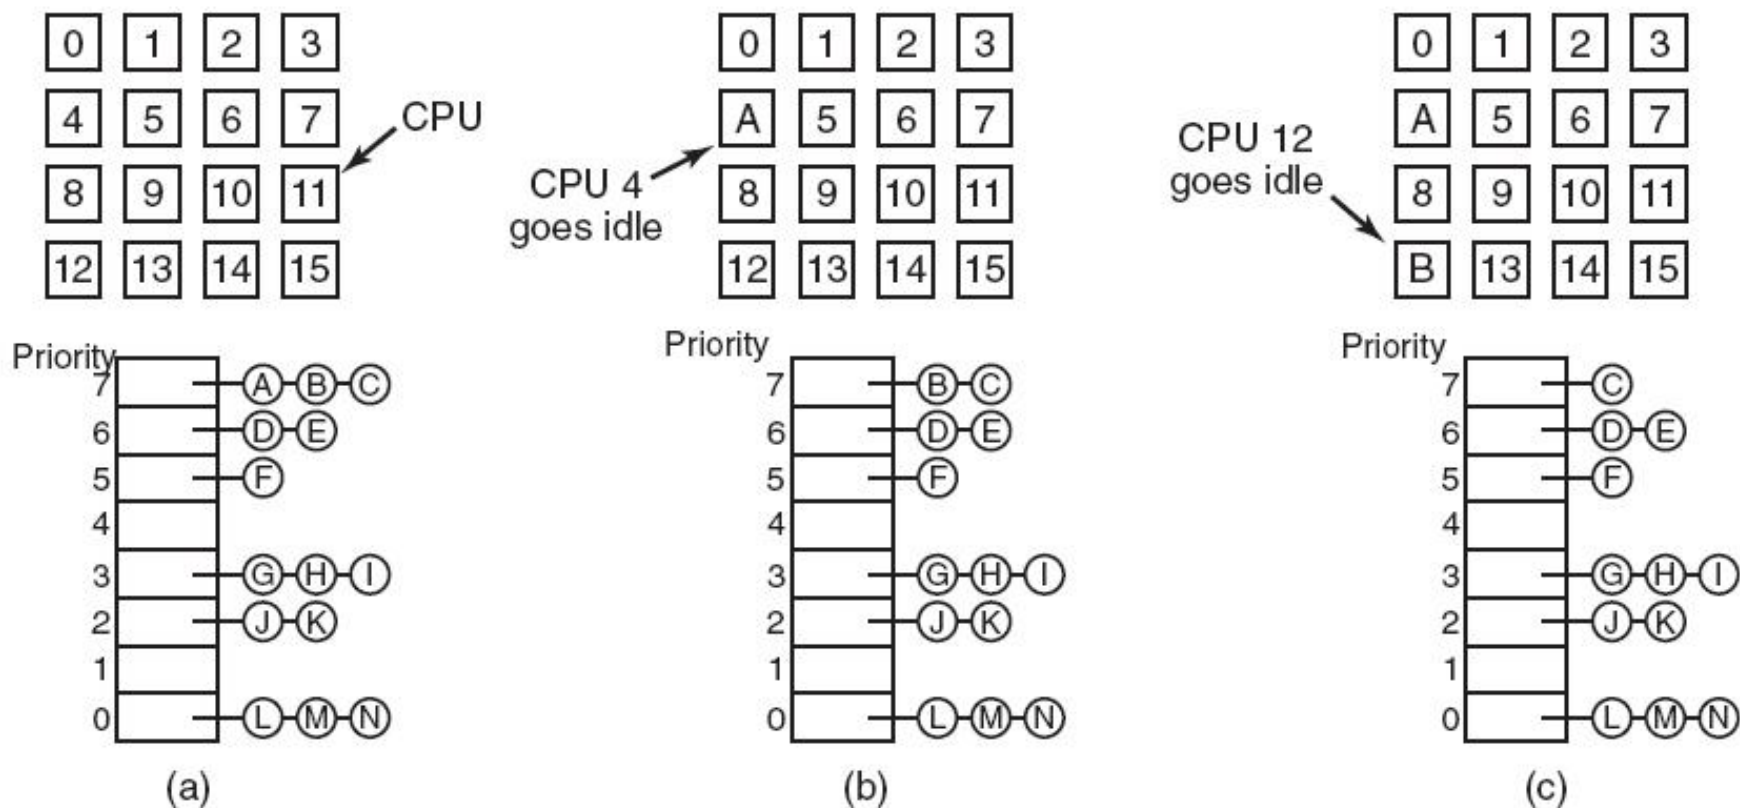 0 1 2 3
4 5 6 7
8 9 10 11
12 13 14 15
CPU
Priority
7 A B C
6 D E
5 F
4
3 G H I
2 J K
1
0 L M N
(a)
0 1 2 3
A 5 6 7
8 9 10 11
12 13 14 15
CPU 4
goes idle
Priority
7 B C
6 D E
5 F
4
3 G H I
2 J K
1
0 L M N
(b)
0 1 2 3
A 5 6 7
8 9 10 11
B 13 14 15
CPU 12
goes idle
Priority
7 C
6 D E
5 F
4
3 G H I
2 J K
1
0 L M N
(c)